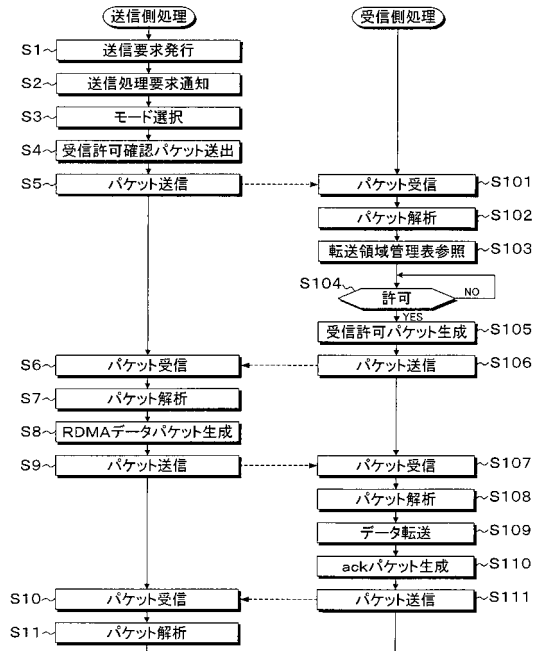 送信側処理
受信側処理
S1 送信要求発行
S2 送信処理要求通知
S3 モード選択
S4 受信許可確認パケット送出
S5 パケット送信
パケット受信 S101
パケット解析 S102
転送領域管理表参照 S103
S104 許可 NO
YES
受信許可パケット生成 S105
S6 パケット受信
パケット送信 S106
S7 パケット解析
S8 RDMAデータパケット生成
S9 パケット送信
パケット受信 S107
パケット解析 S108
データ転送 S109
ackパケット生成 S110
S10 パケット受信
パケット送信 S111
S11 パケット解析